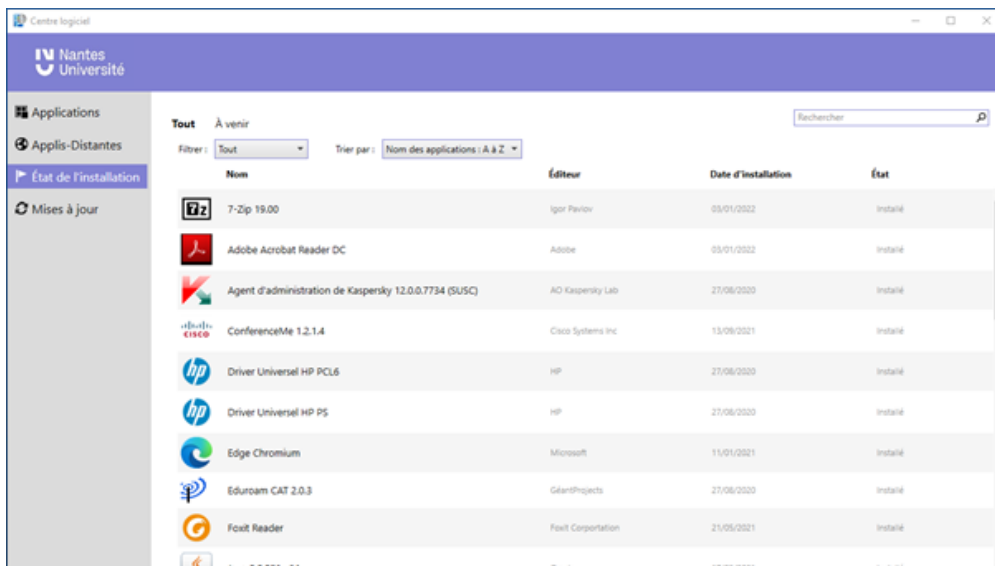 Centre logiciel
Nantes
Université
Applications
Applis-Distantes
État de l'installation
Mises à jour
Tout À venir
Rechercher
Filtrer : Tout Trier par : Nom des applications : A à Z
Nom Éditeur Date d'installation État
7-Zip 19.00 Igor Pavlov 03/01/2022 Installé
Adobe Acrobat Reader DC Adobe 03/01/2022 Installé
Agent d'administration de Kaspersky 12.0.0.7734 (SUSC) AO Kaspersky Lab 27/08/2020 Installé
cisco ConferenceMe 1.2.1.4 Cisco Systems Inc 13/09/2021 Installé
hp Driver Universel HP PCL6 HP 27/08/2020 Installé
hp Driver Universel HP PS HP 27/08/2020 Installé
Edge Chromium Microsoft 11/01/2021 Installé
Eduroam CAT 2.0.3 GéantProjects 27/08/2020 Installé
Foxit Reader Foxit Corportation 21/05/2021 Installé